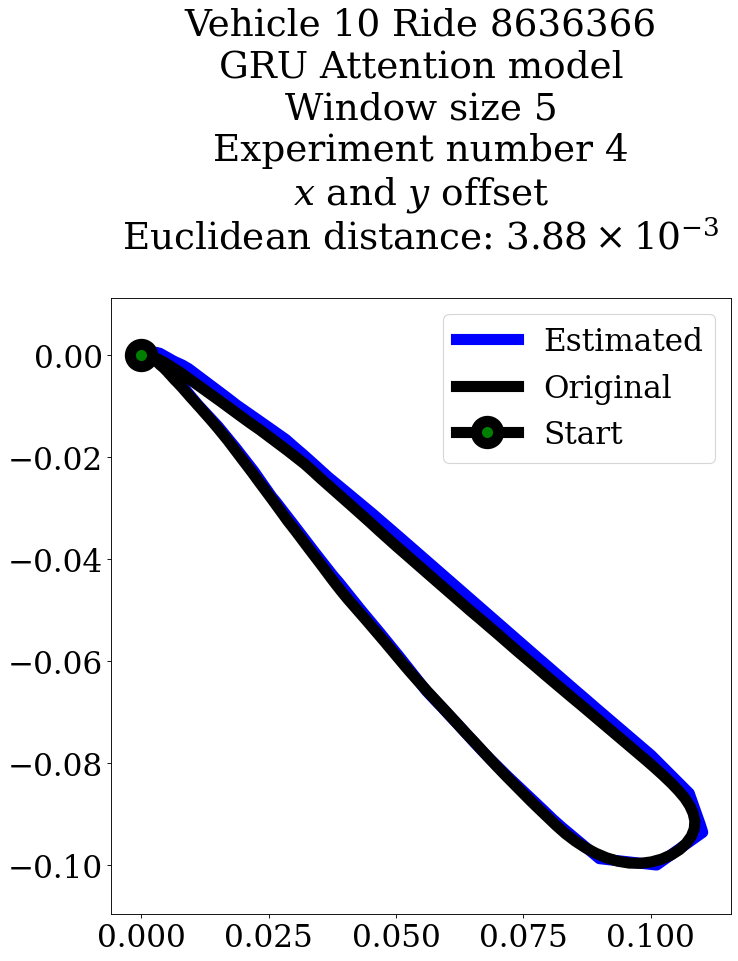 Vehicle 10 Ride 8636366
GRU Attention model
Window size 5
Experiment number 4
x and y offset
Euclidean distance: 3.88 × 10⁻³
Estimated
Original
Start
0.00
−0.02
−0.04
−0.06
−0.08
−0.10
0.000 0.025 0.050 0.075 0.100